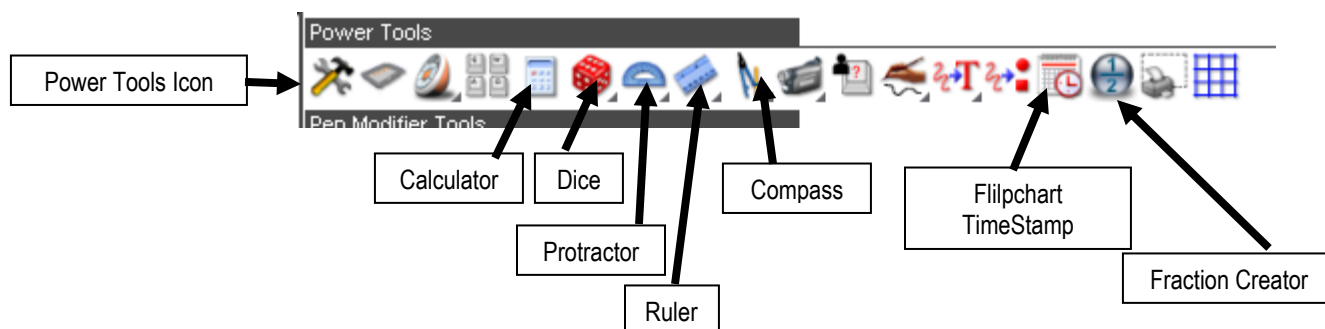 Power Tools
Power Tools Icon
Pen Modifier Tools
Calculator
Dice
Compass
Flilpchart
TimeStamp
Protractor
Fraction Creator
Ruler